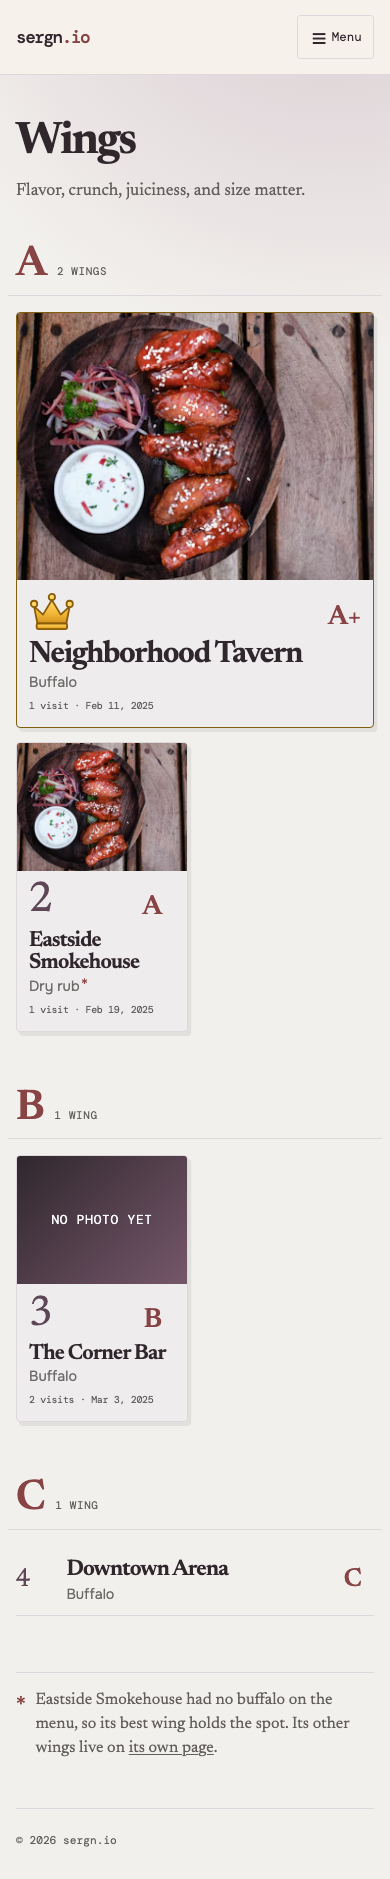 sergn.io
Menu
Wings
Flavor, crunch, juiciness, and size matter.
A 2 WINGS
A+
Neighborhood Tavern
Buffalo
1 visit · Feb 11, 2025
2 A
Eastside
Smokehouse
Dry rub*
1 visit · Feb 19, 2025
B 1 WING
NO PHOTO YET
3 B
The Corner Bar
Buffalo
2 visits · Mar 3, 2025
C 1 WING
4 Downtown Arena C
Buffalo
* Eastside Smokehouse had no buffalo on the
menu, so its best wing holds the spot. Its other
wings live on its own page.
© 2026 sergn.io